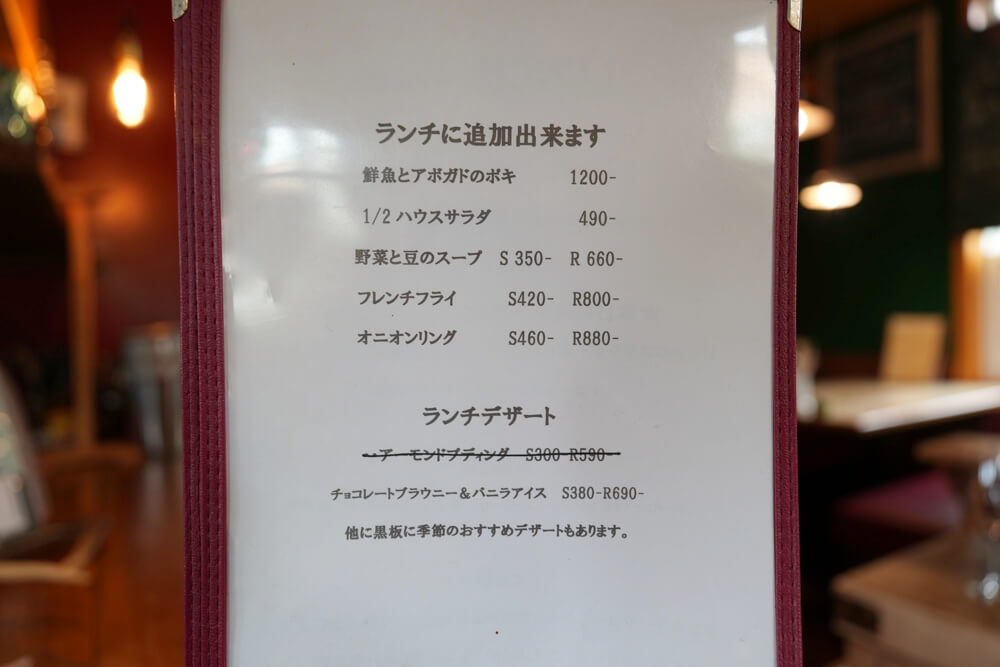 ランチに追加出来ます
鮮魚とアボガドのポキ 1200-
1/2 ハウスサラダ 490-
野菜と豆のスープ S 350- R 660-
フレンチフライ S420- R800-
オニオンリング S460- R880-
ランチデザート
アーモンドプディング S300-R590-
チョコレートブラウニー＆バニラアイス S380-R690-
他に黒板に季節のおすすめデザートもあります。